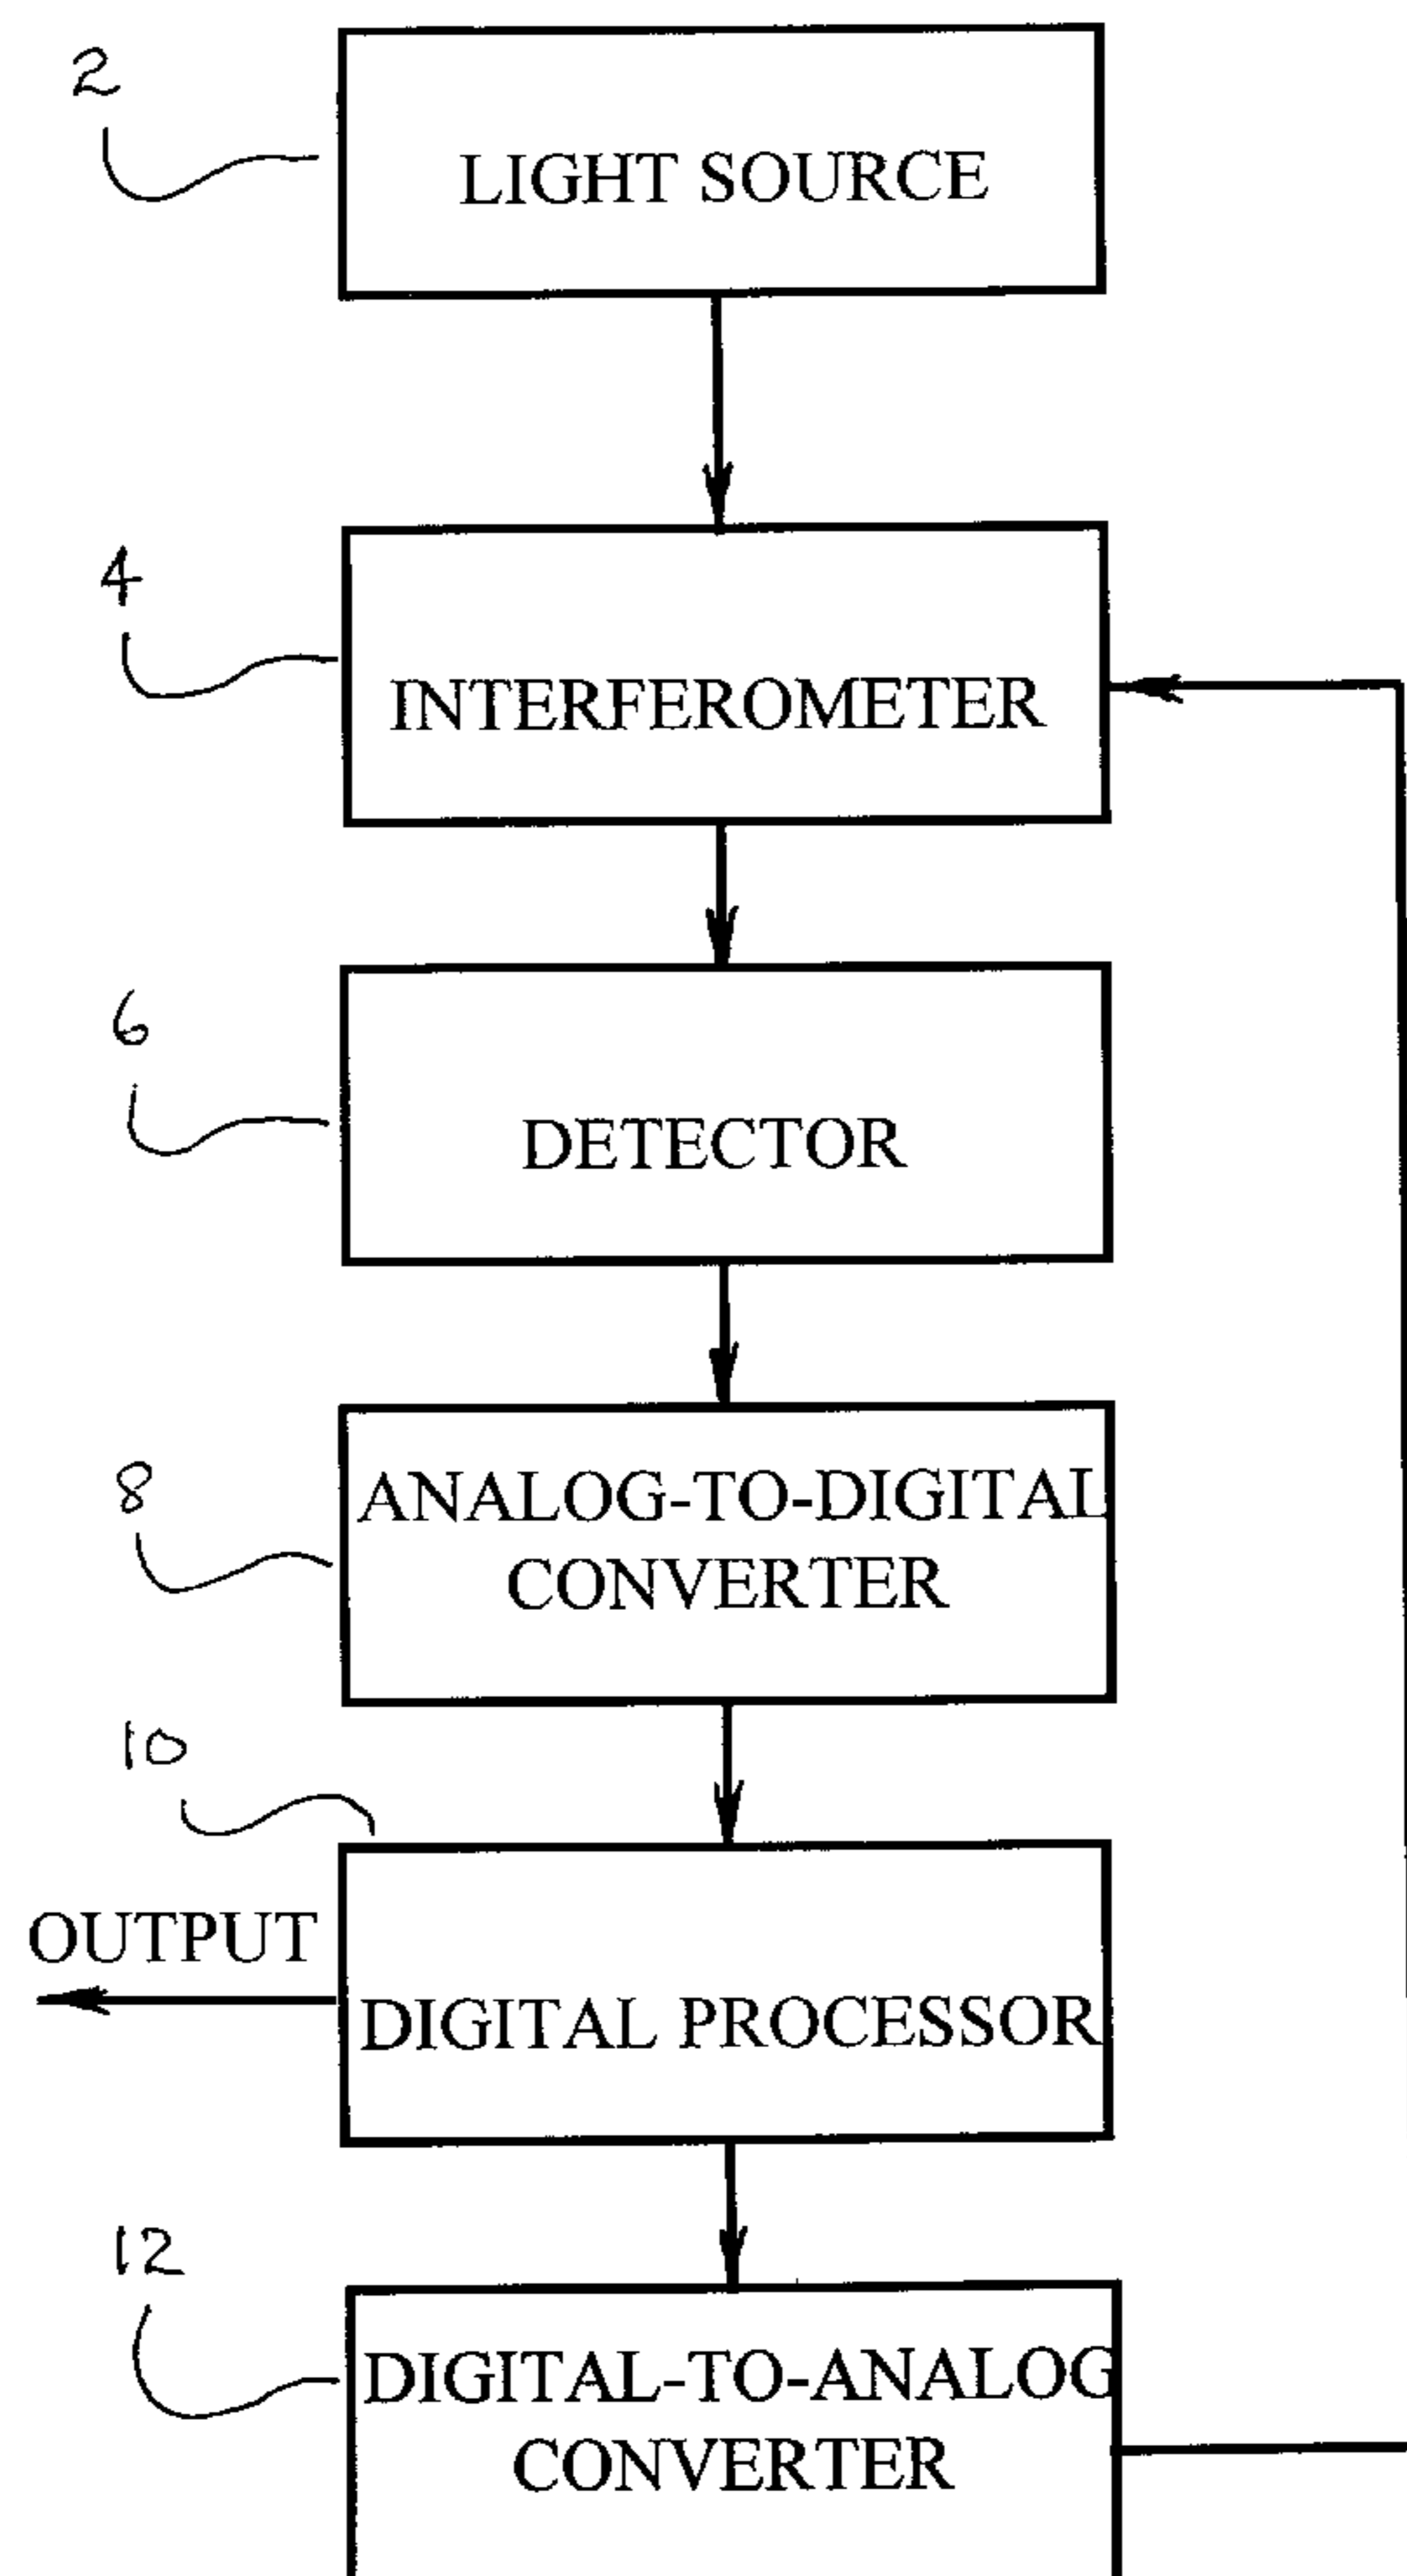 2
LIGHT SOURCE
4
INTERFEROMETER
6
DETECTOR
8
ANALOG-TO-DIGITAL
CONVERTER
10
OUTPUT
DIGITAL PROCESSOR
12
DIGITAL-TO-ANALOG
CONVERTER